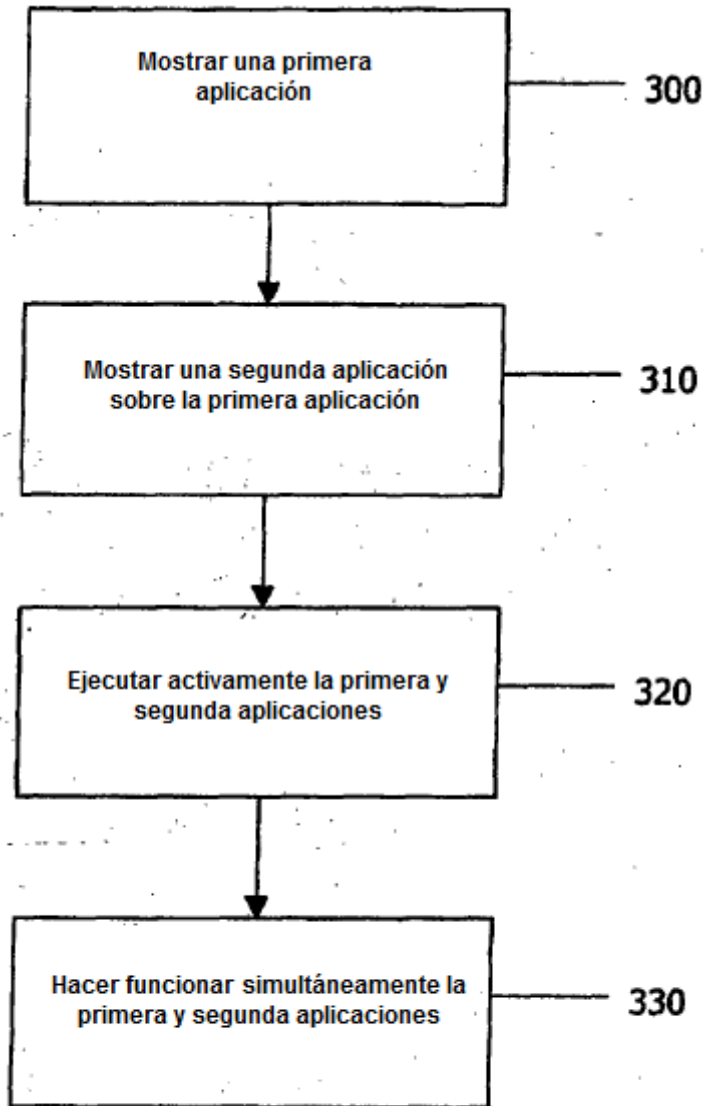 Mostrar una primera
aplicación
300
Mostrar una segunda aplicación
sobre la primera aplicación
310
Ejecutar activamente la primera y
segunda aplicaciones
320
Hacer funcionar simultáneamente la
primera y segunda aplicaciones
330